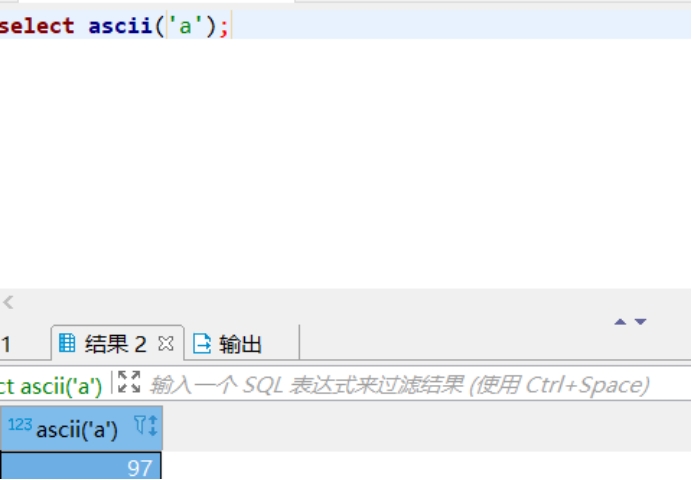 select ascii('a');
1 结果 2 输出
ct ascii('a') 输入一个 SQL 表达式来过滤结果 (使用 Ctrl+Space)
123 ascii('a')
97